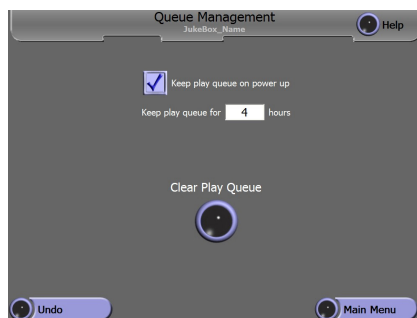 Queue Management
JukeBox_Name
Help
Keep play queue on power up
Keep play queue for 4 hours
Clear Play Queue
Undo
Main Menu